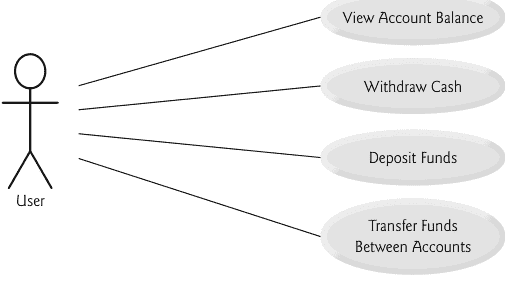 View Account Balance
Withdraw Cash
Deposit Funds
User
Transfer Funds
Between Accounts